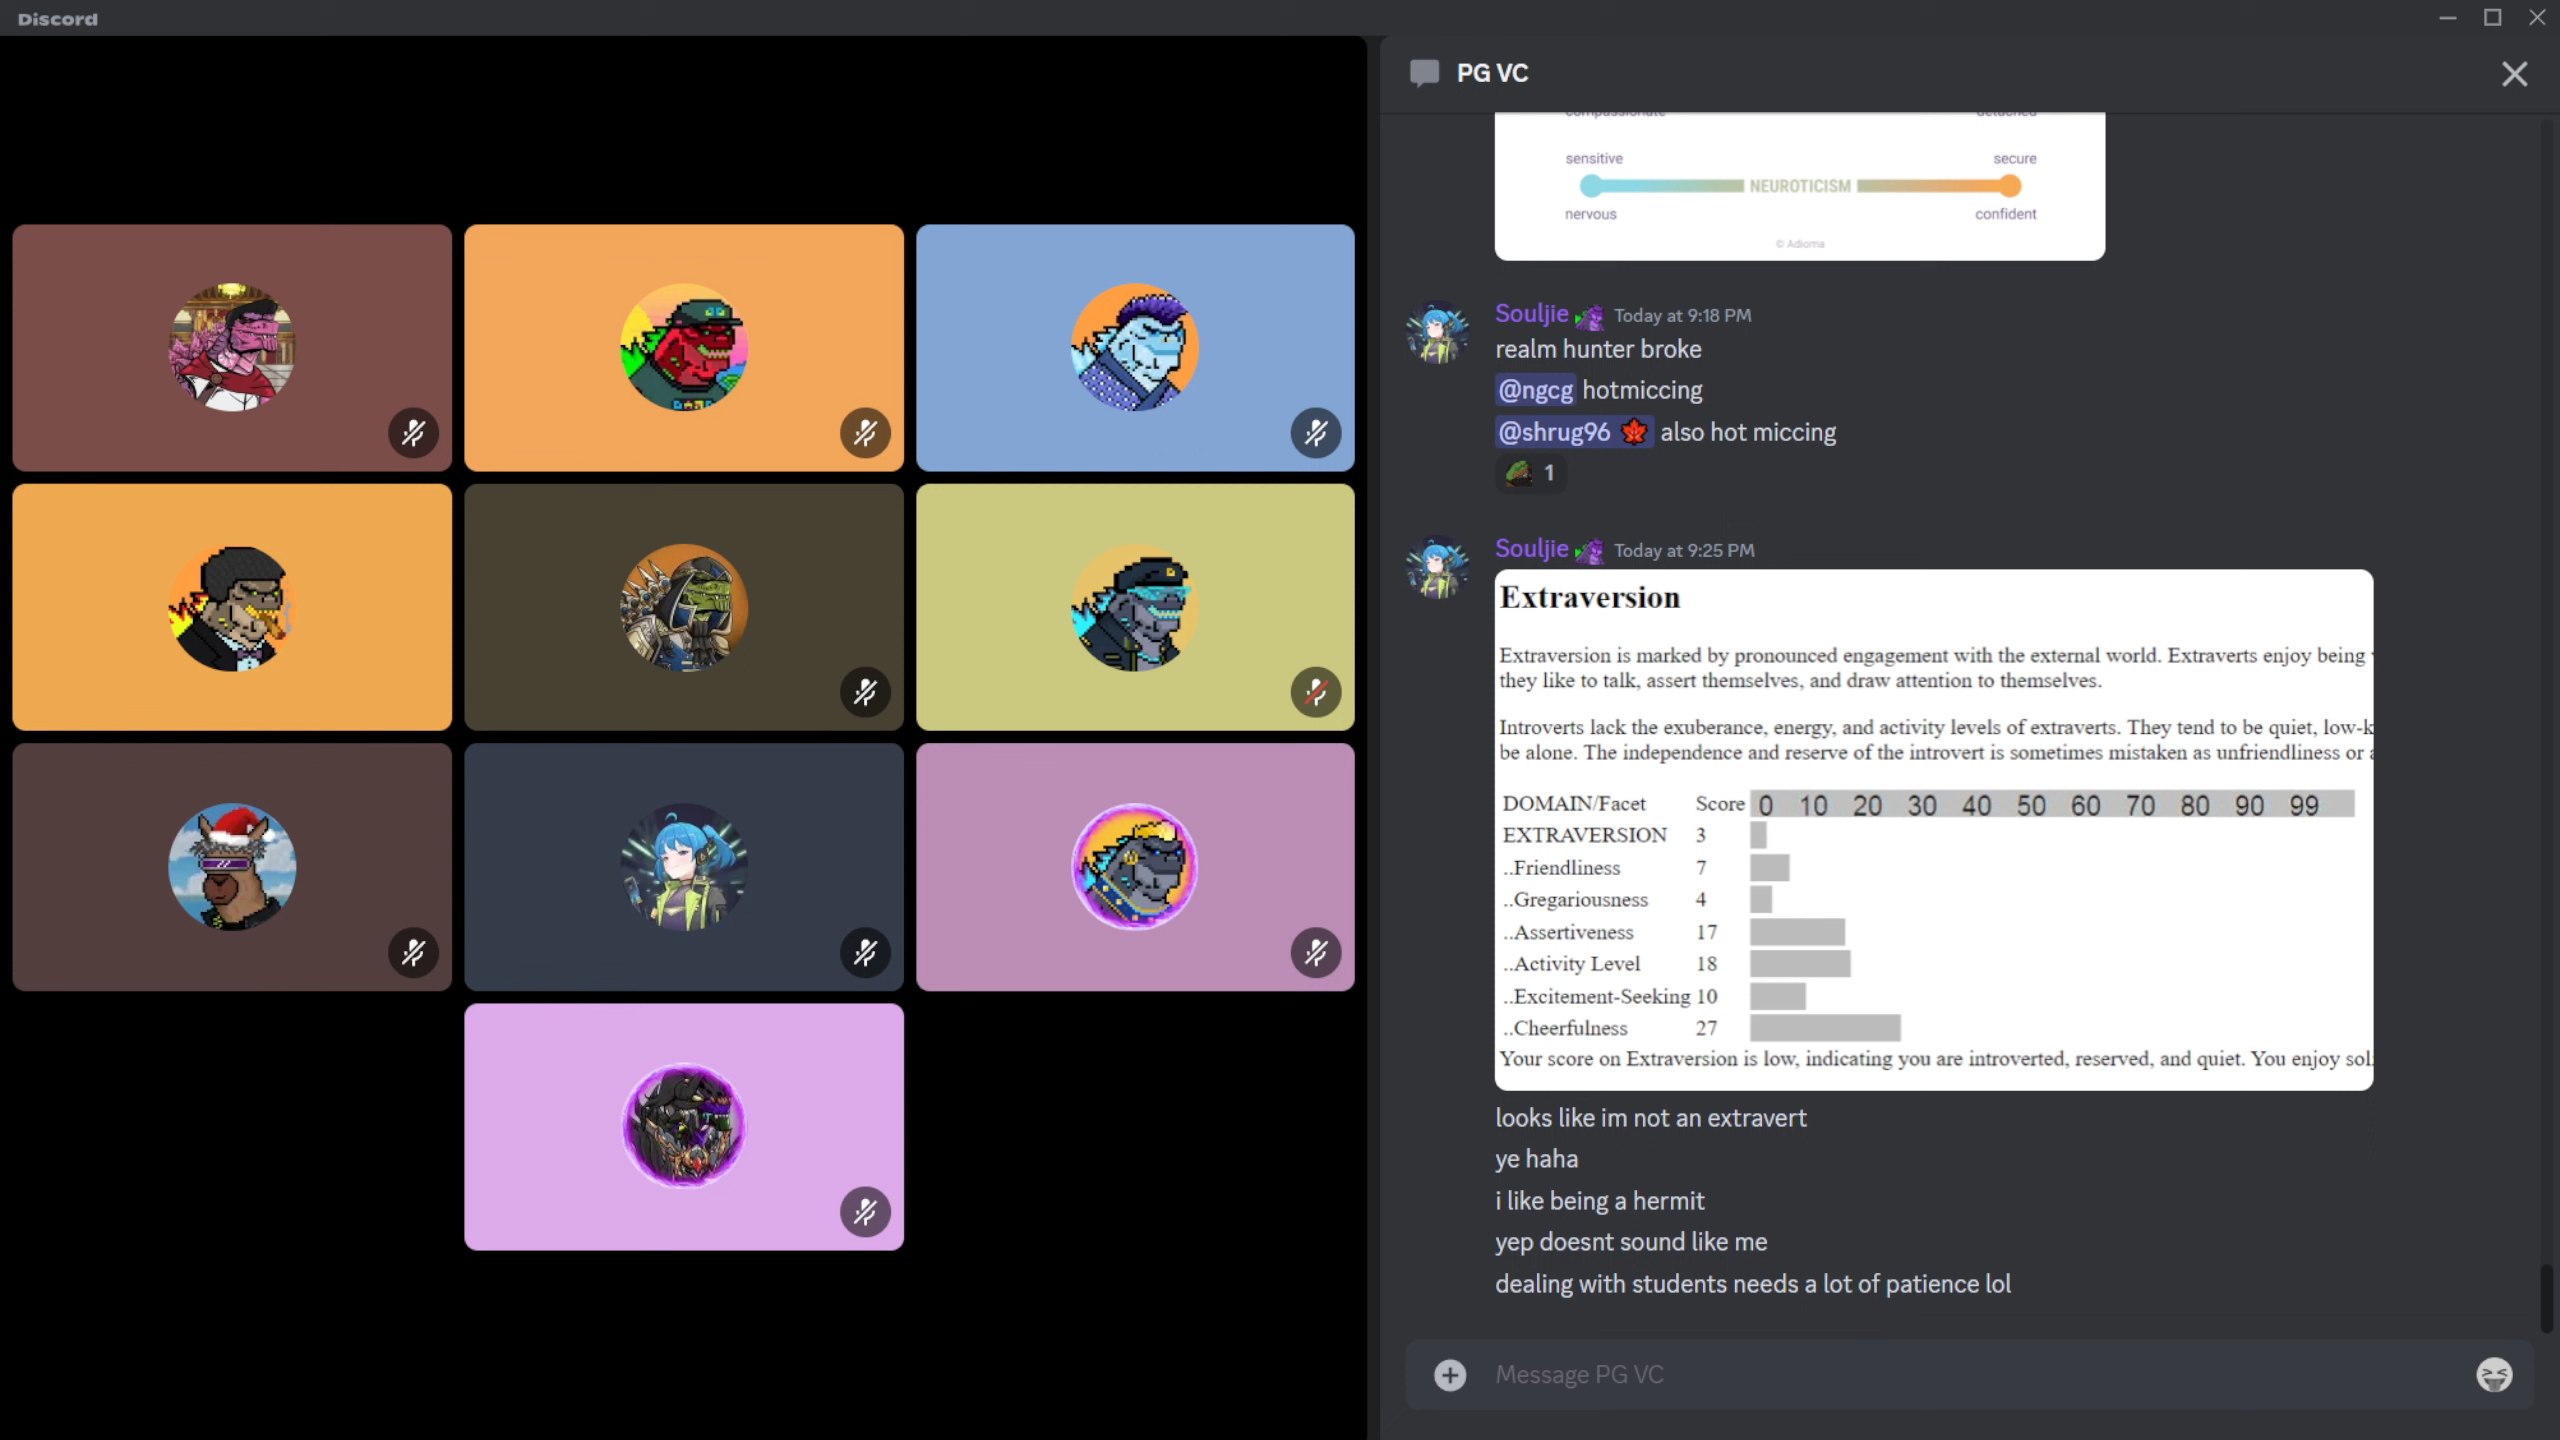 Discord
PG VC
sensitive secure
NEUROTICISM
nervous confident
© Adioma
Souljie Today at 9:18 PM
realm hunter broke
@ngcg hotmiccing
@shrug96 🍁 also hot miccing
1
Souljie Today at 9:25 PM
Extraversion
Extraversion is marked by pronounced engagement with the external world. Extraverts enjoy being
they like to talk, assert themselves, and draw attention to themselves.
Introverts lack the exuberance, energy, and activity levels of extraverts. They tend to be quiet, low-k
be alone. The independence and reserve of the introvert is sometimes mistaken as unfriendliness or
DOMAIN/Facet Score 0 10 20 30 40 50 60 70 80 90 99
EXTRAVERSION 3
..Friendliness 7
..Gregariousness 4
..Assertiveness 17
..Activity Level 18
..Excitement-Seeking 10
..Cheerfulness 27
Your score on Extraversion is low, indicating you are introverted, reserved, and quiet. You enjoy sol
looks like im not an extravert
ye haha
i like being a hermit
yep doesnt sound like me
dealing with students needs a lot of patience lol
Message PG VC